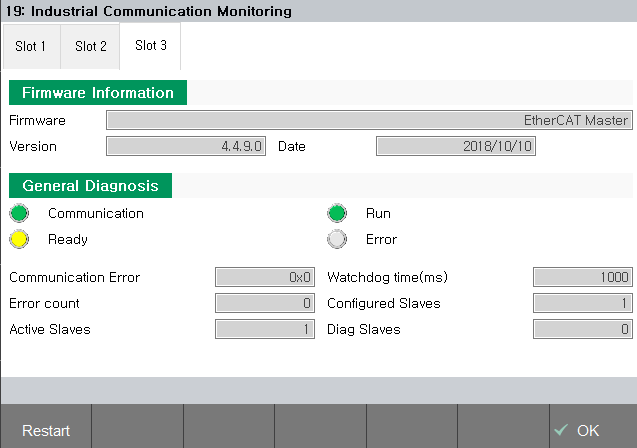 19: Industrial Communication Monitoring
Slot 1 Slot 2 Slot 3
Firmware Information
Firmware EtherCAT Master
Version 4.4.9.0 Date 2018/10/10
General Diagnosis
Communication Run
Ready Error
Communication Error 0x0 Watchdog time(ms) 1000
Error count 0 Configured Slaves 1
Active Slaves 1 Diag Slaves 0
Restart OK